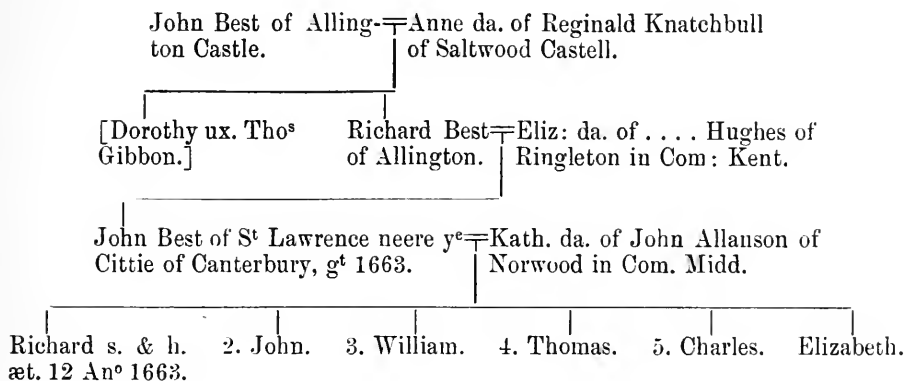 John Best of Alling-╤Anne da. of Reginald Knatchbull
ton Castle. of Saltwood Castell.
[Dorothy ux. Thoˢ Richard Best╤Eliz: da. of . . . . Hughes of
Gibbon.] of Allington. Ringleton in Com: Kent.
John Best of Sᵗ Lawrence neere yᵉ╤Kath. da. of John Allanson of
Cittie of Canterbury, gᵗ 1663. Norwood in Com. Midd.
Richard s. & h. 2. John. 3. William. 4. Thomas. 5. Charles. Elizabeth.
æt. 12 Anº 1663.